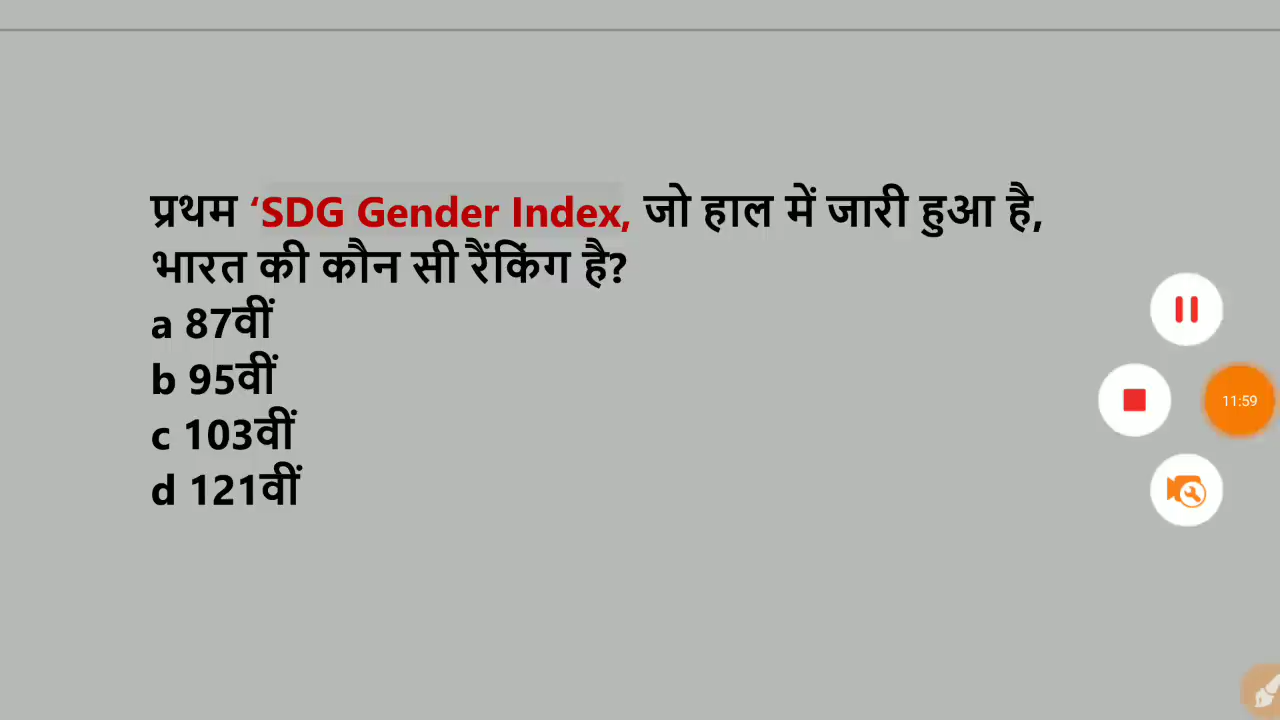 प्रथम ‘SDG Gender Index, जो हाल में जारी हुआ है,
भारत की कौन सी रैंकिंग है?
a 87वीं
b 95वीं
c 103वीं
d 121वीं
11:59